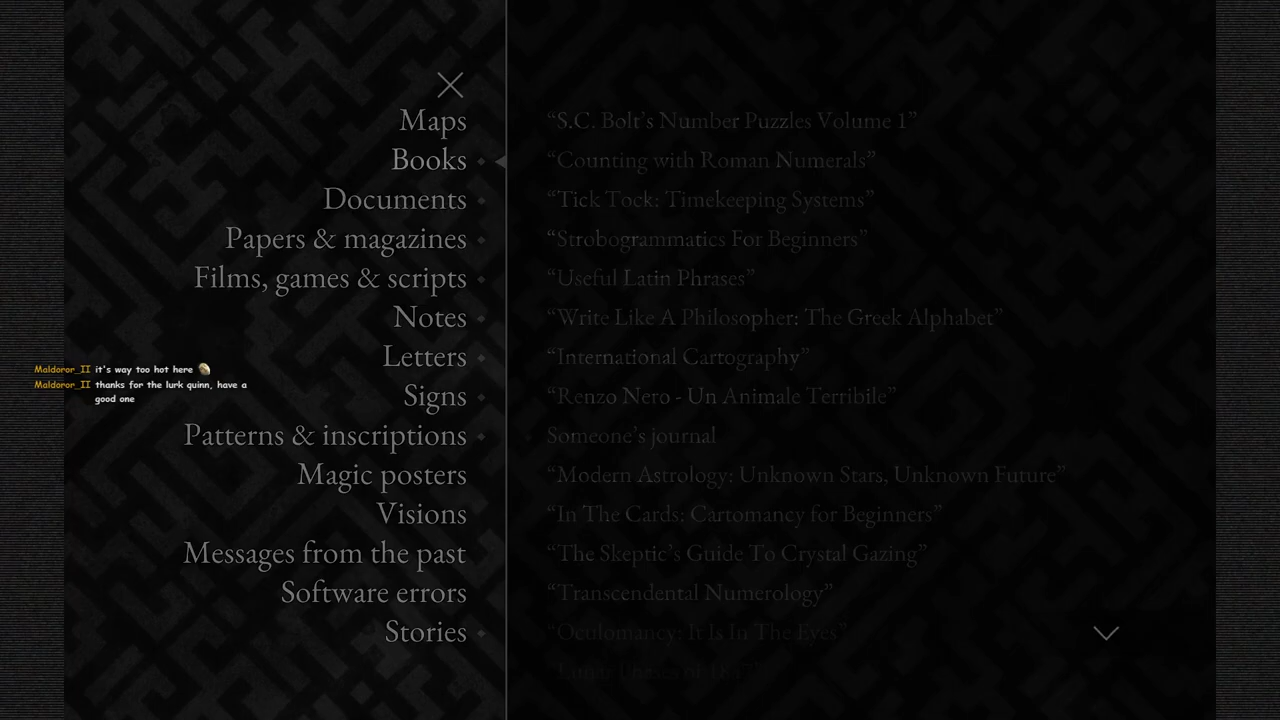 Maps
Books
Documents
Papers & magazines
Films, games & scripts
Notes
Letters
Signs
Patterns & inscriptions
Magic posters
Visions
Messages from the past
Software errors
Stories
Maldoror_II it's way too hot here
Maldoror_II thanks for the lurk quinn, have a
good one
“S.C. Bolt’s Number Puzzles Volume 1”
“Counting with Roman Numerals”
“Tick Tock: Timekeeping Systems”
“Strobogrammatics For Beginners”
“Useful Latin Phrases”
“Write Like A Philosopher: The Greek Alphabet”
“International Cartography”
“Renzo Nero - Un Animale Terribile”
Someone’s journal
“Modern Astrology: Unknown Stars, Unknown Future”
“In The Cards: Cartomancy for Beginners”
“The Skeptic’s Guide To Crystal Gazing”
“Transcendental Numerology”
“Oculomancy: It Is In The Eyes”